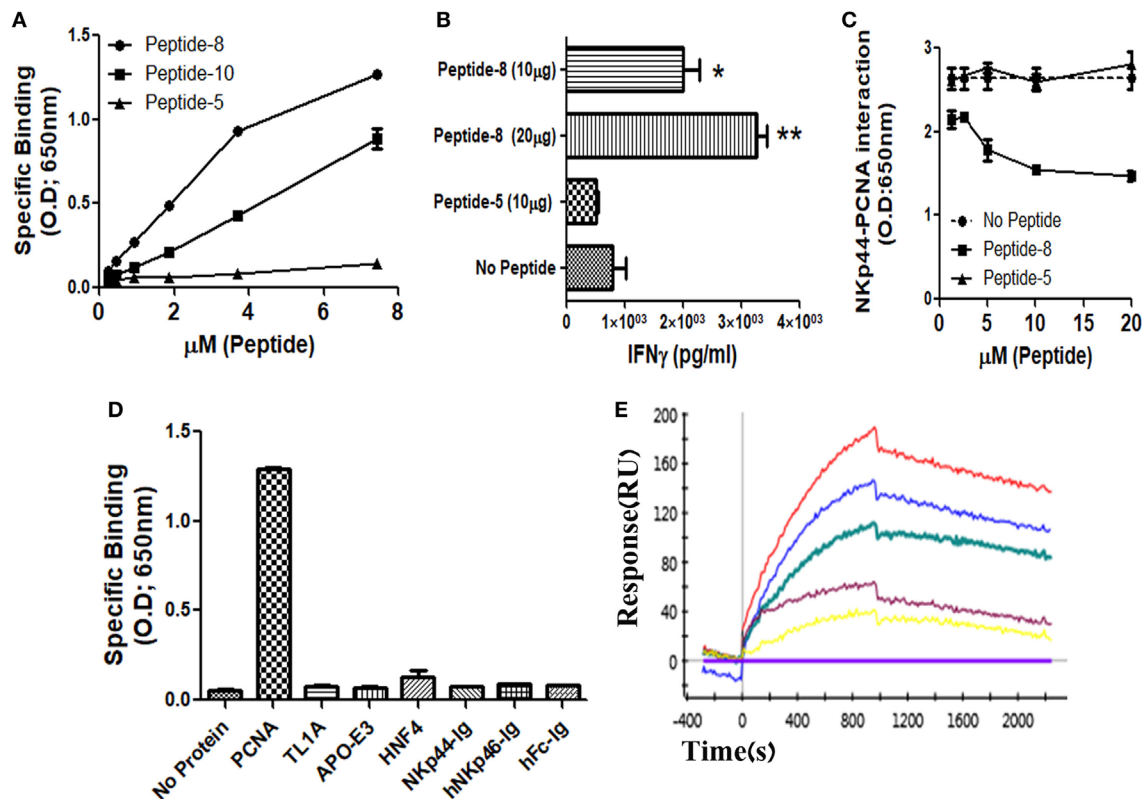 A
Peptide-8
Peptide-10
Peptide-5
Specific Binding
(O.D; 650nm)
1.5
1.0
0.5
0.0
0 2 4 6 8
μM (Peptide)
B
Peptide-8 (10μg)
*
Peptide-8 (20μg)
**
Peptide-5 (10μg)
No Peptide
0 1×10⁰³ 2×10⁰³ 3×10⁰³ 4×10⁰³
IFNγ (pg/ml)
C
NKp44-PCNA interaction
(O.D:650nm)
3
2
1
0
No Peptide
Peptide-8
Peptide-5
0 5 10 15 20
μM (Peptide)
D
Specific Binding
(O.D; 650nm)
1.5
1.0
0.5
0.0
No Protein
PCNA
TL1A
APO-E3
HNF4
NKp44-Ig
hNKp46-Ig
hFc-Ig
E
Response(RU)
200
160
120
80
40
0
-400 0 400 800 1200 1600 2000
Time(s)